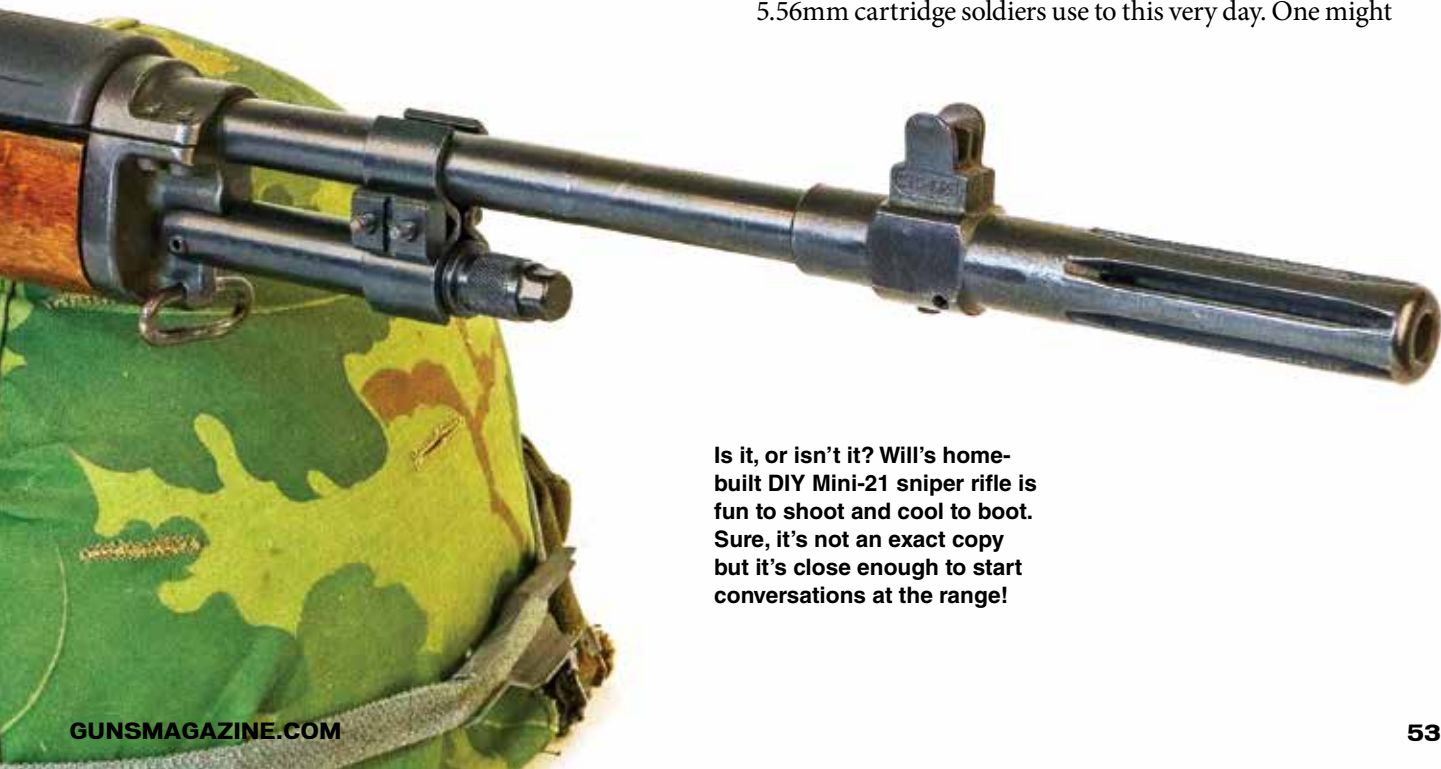 5.56mm cartridge soldiers use to this very day. One might
Is it, or isn’t it? Will’s home-
built DIY Mini-21 sniper rifle is
fun to shoot and cool to boot.
Sure, it’s not an exact copy
but it’s close enough to start
conversations at the range!
GUNSMAGAZINE.COM
53